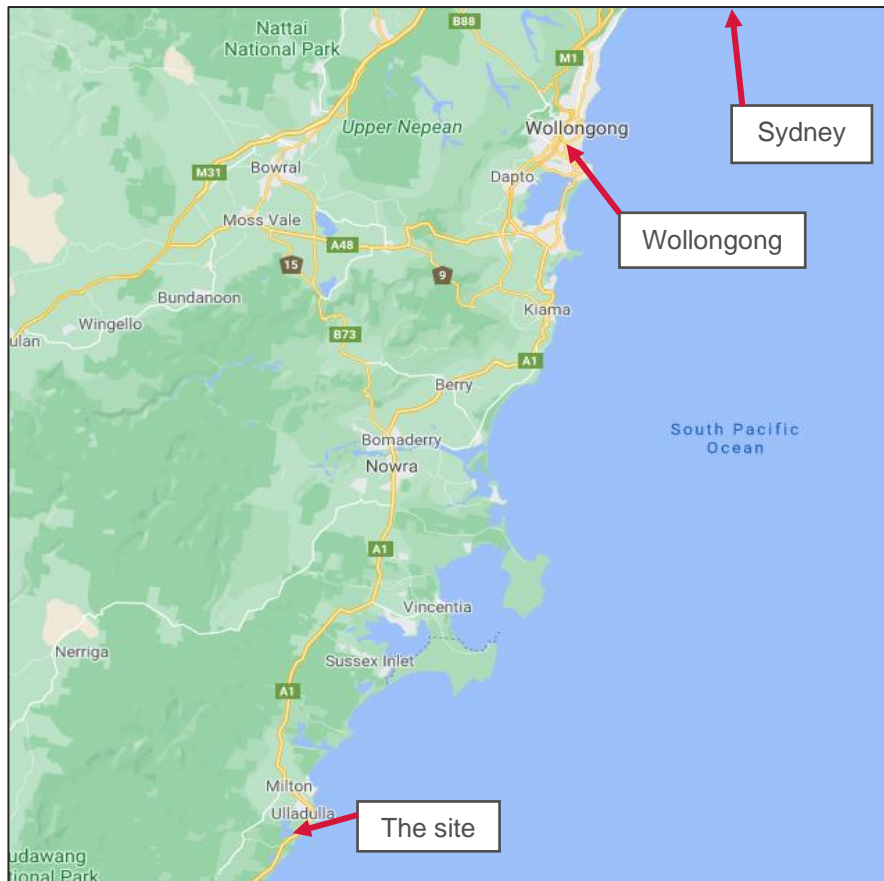 Nattai
National Park
B88
M1
Sydney
Upper Nepean
Wollongong
M31
Bowral
Dapto
Wollongong
Moss Vale
A48
15
9
Bundanoon
Kiama
Wingello
ulan
B73
A1
Berry
South Pacific
Ocean
Bomaderry
Nowra
A1
Vincentia
Nerriga
Sussex Inlet
A1
Milton
Ulladulla
The site
udawang
tional Park